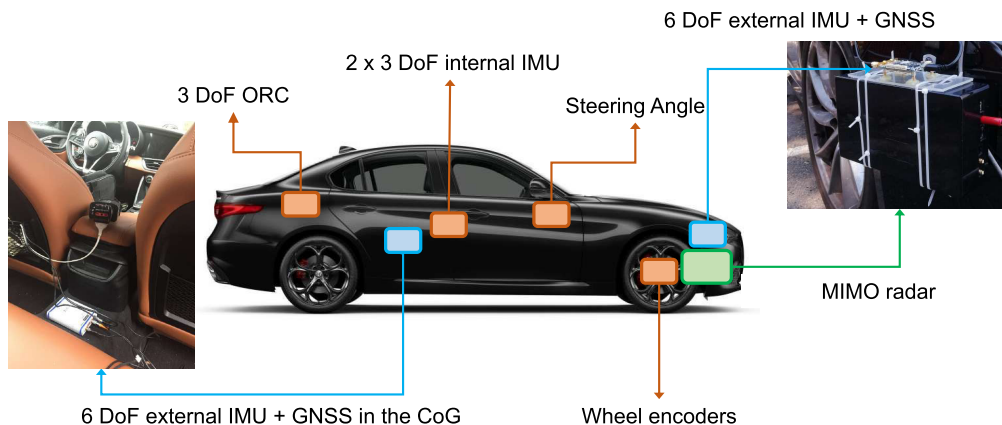 6 DoF external IMU + GNSS
2 x 3 DoF internal IMU
3 DoF ORC
Steering Angle
MIMO radar
6 DoF external IMU + GNSS in the CoG
Wheel encoders